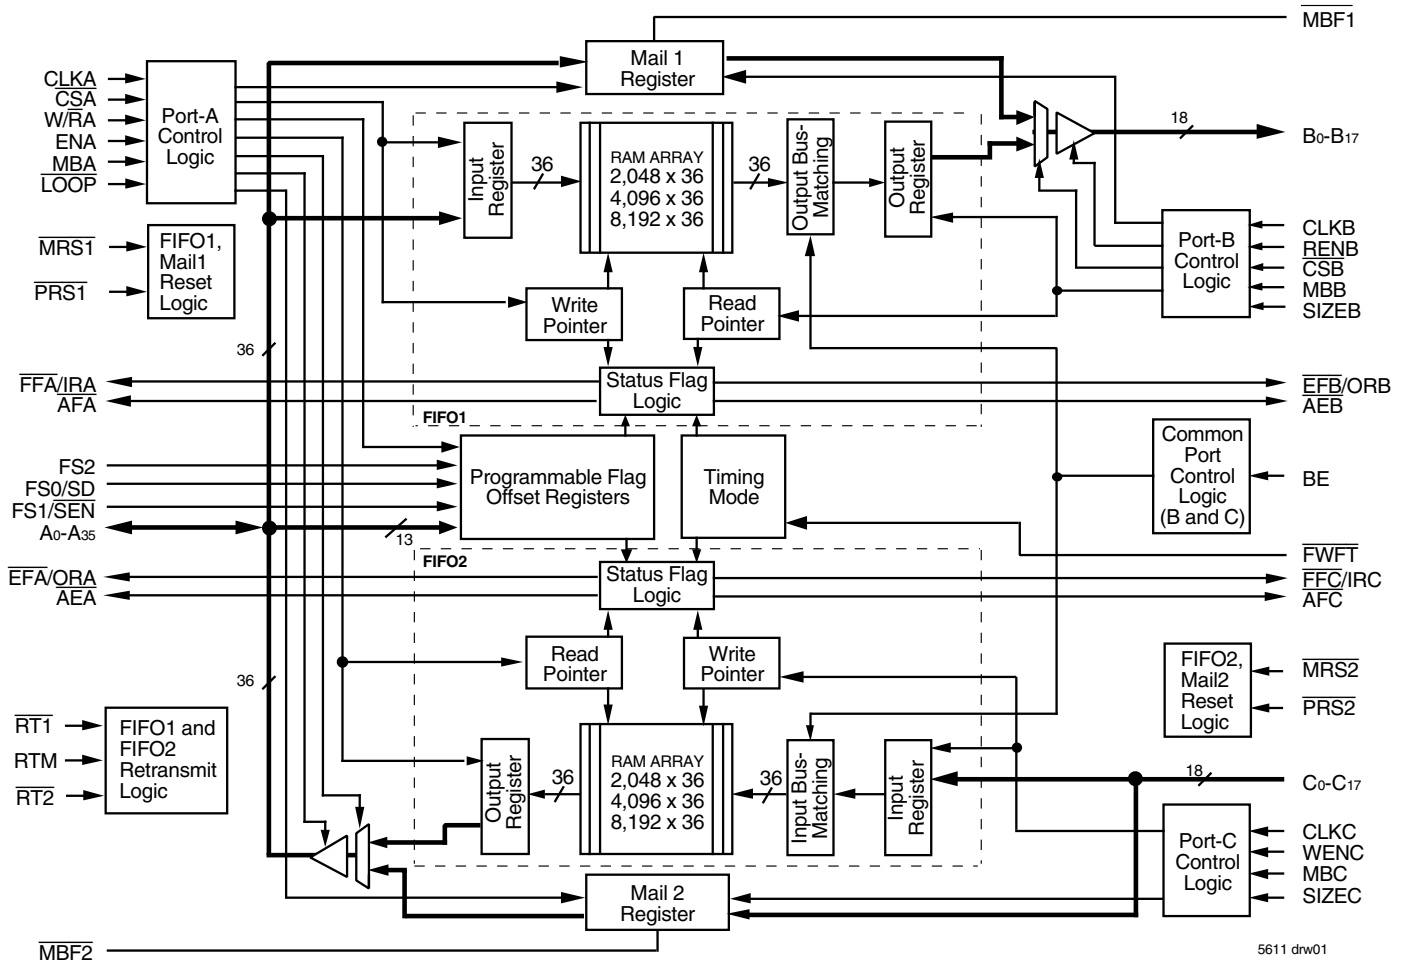 MBF1
Mail 1
Register
CLKA
CSA
W/RA
ENA
MBA
LOOP
Port-A
Control
Logic
18
B0-B17
Input
Register
36
RAM ARRAY
2,048 x 36
4,096 x 36
8,192 x 36
36
Output Bus-
Matching
Output
Register
MRS1
PRS1
FIFO1,
Mail1
Reset
Logic
Port-B
Control
Logic
CLKB
RENB
CSB
MBB
SIZEB
Write
Pointer
Read
Pointer
36
FFA/IRA
AFA
Status Flag
Logic
FIFO1
EFB/ORB
AEB
FS2
FS0/SD
FS1/SEN
A0-A35
Programmable Flag
Offset Registers
13
Timing
Mode
Common
Port
Control
Logic
(B and C)
BE
FWFT
FIFO2
EFA/ORA
AEA
Status Flag
Logic
FFC/IRC
AFC
Read
Pointer
Write
Pointer
36
FIFO2,
Mail2
Reset
Logic
MRS2
PRS2
RT1
RTM
RT2
FIFO1 and
FIFO2
Retransmit
Logic
Output
Register
36
RAM ARRAY
2,048 x 36
4,096 x 36
8,192 x 36
36
Input Bus-
Matching
Input
Register
18
C0-C17
Port-C
Control
Logic
CLKC
WENC
MBC
SIZEC
Mail 2
Register
MBF2
5611 drw01